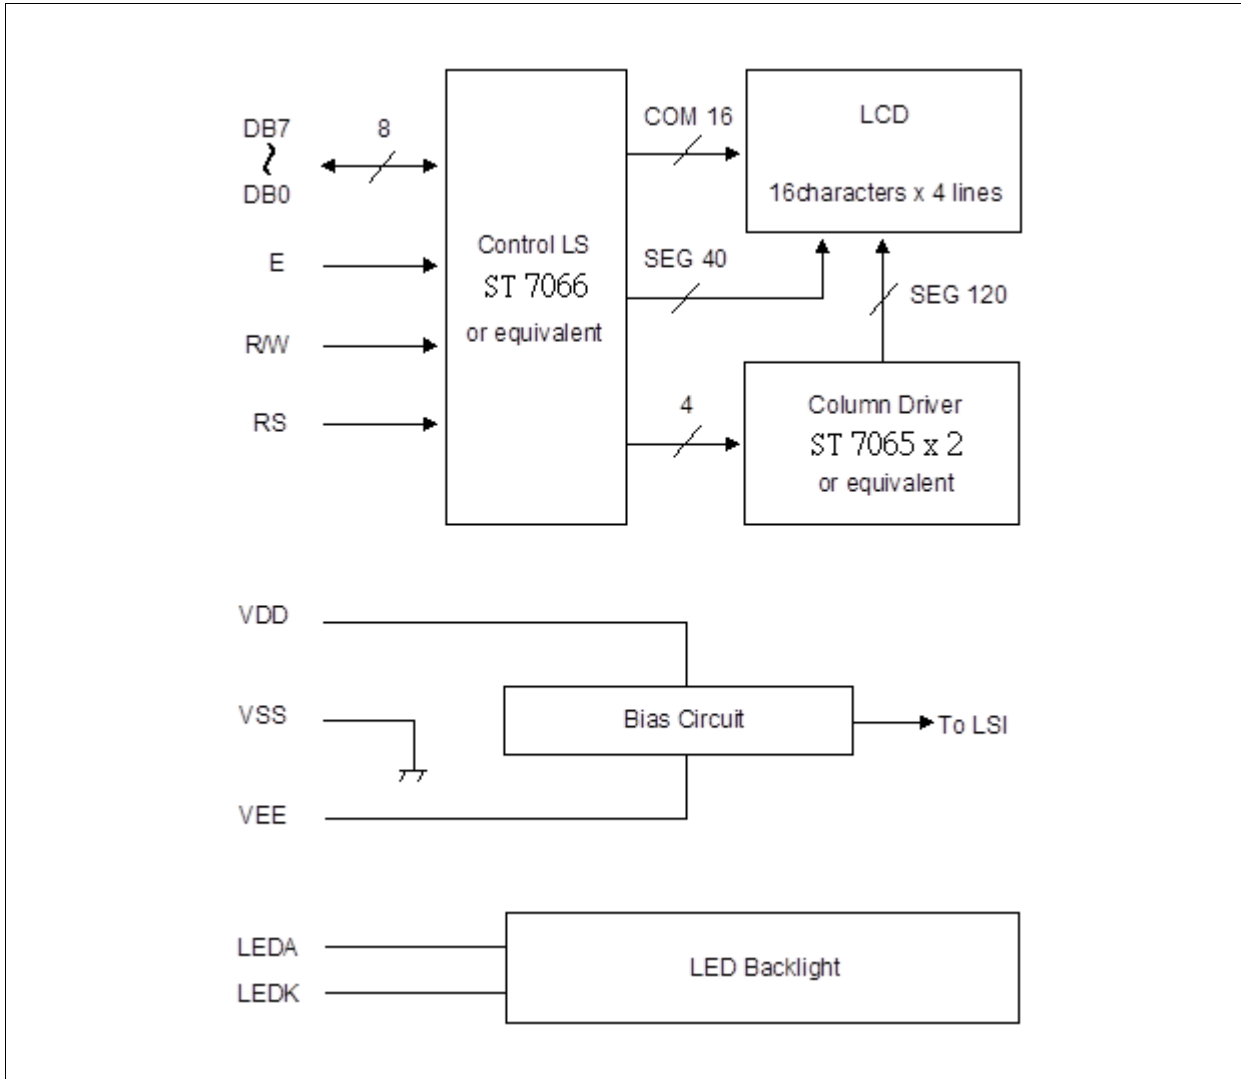 DB7
DB0
8
E
R/W
RS
Control LS
ST 7066
or equivalent
COM 16
SEG 40
4
LCD
16characters x 4 lines
SEG 120
Column Driver
ST 7065 x 2
or equivalent
VDD
VSS
VEE
Bias Circuit
To LSI
LEDA
LEDK
LED Backlight